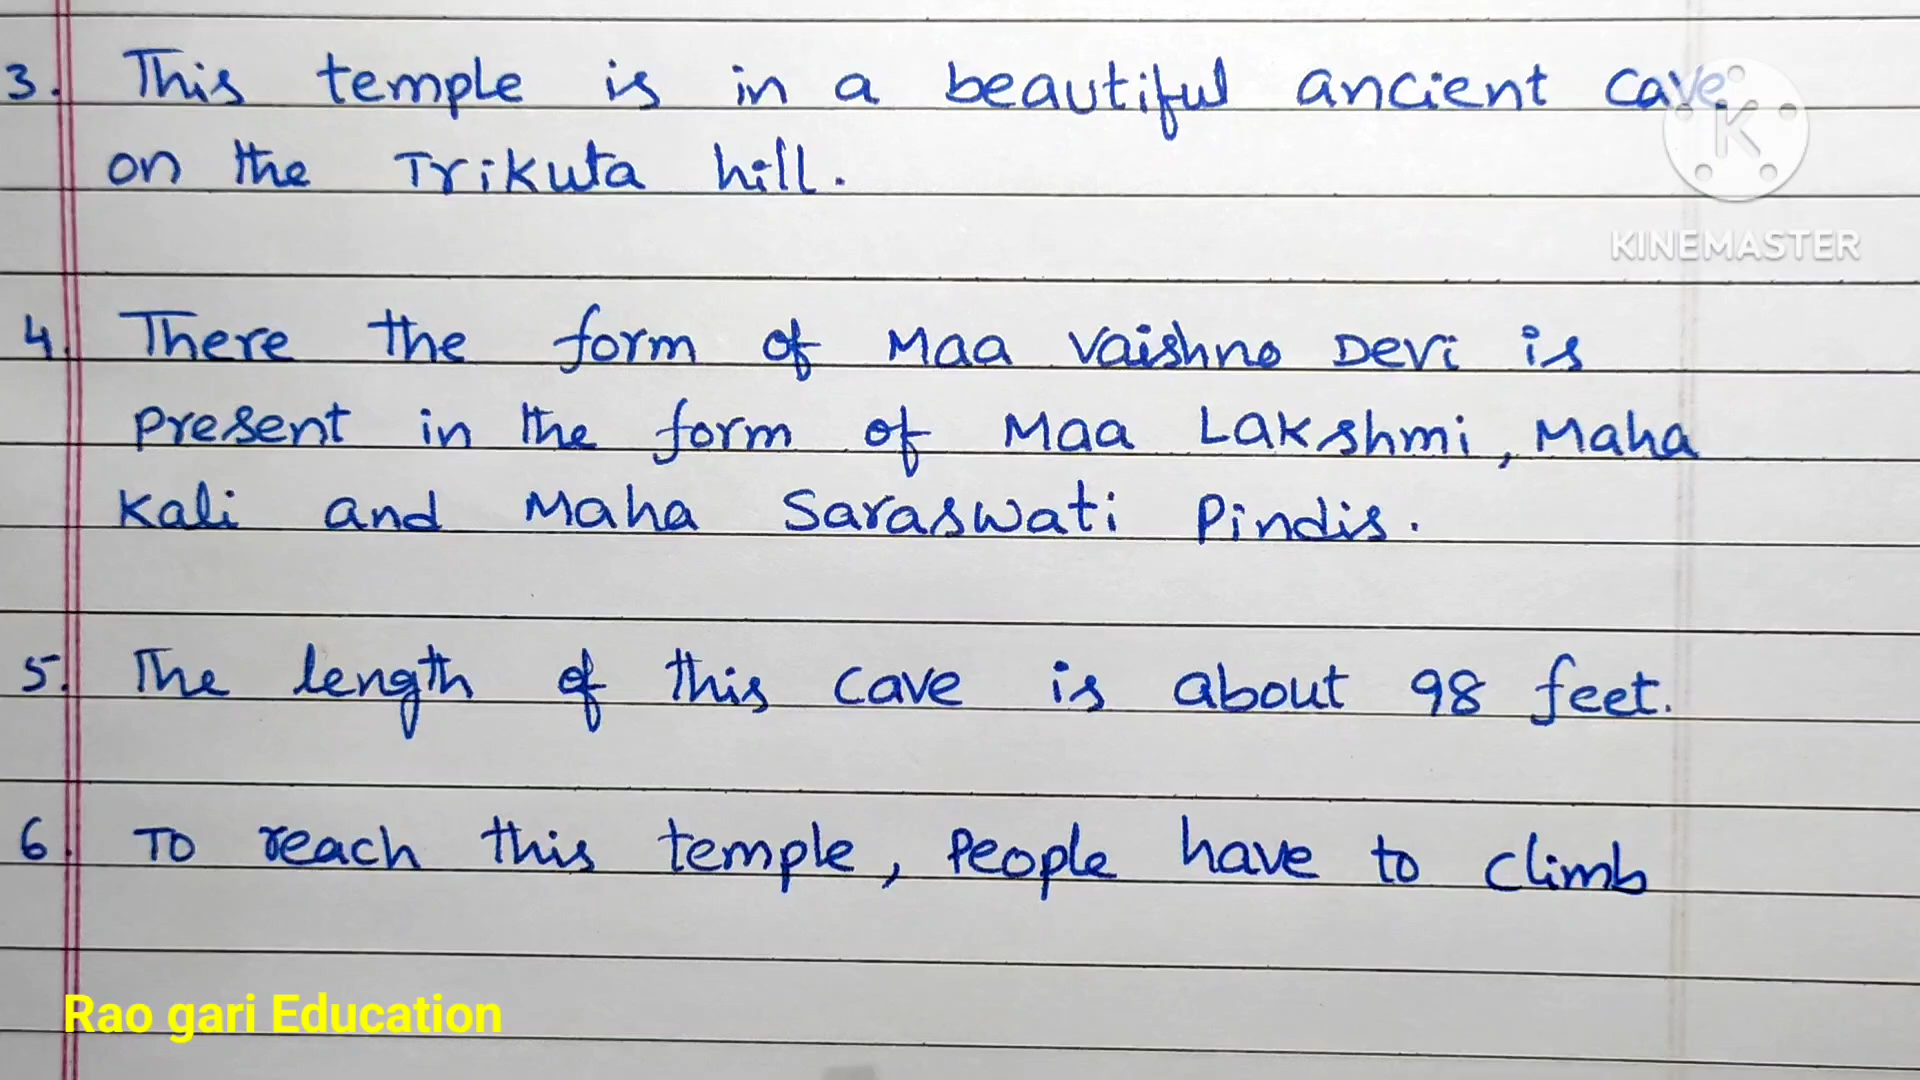 3. This temple is in a beautiful ancient cave
on the Trikuta hill.
KINEMASTER
4. There the form of Maa Vaishno Devi is
present in the form of Maa Lakshmi, Maha
Kali and Maha Saraswati Pindis.
5. The length of this cave is about 98 feet.
6. To reach this temple, People have to climb
Rao gari Education